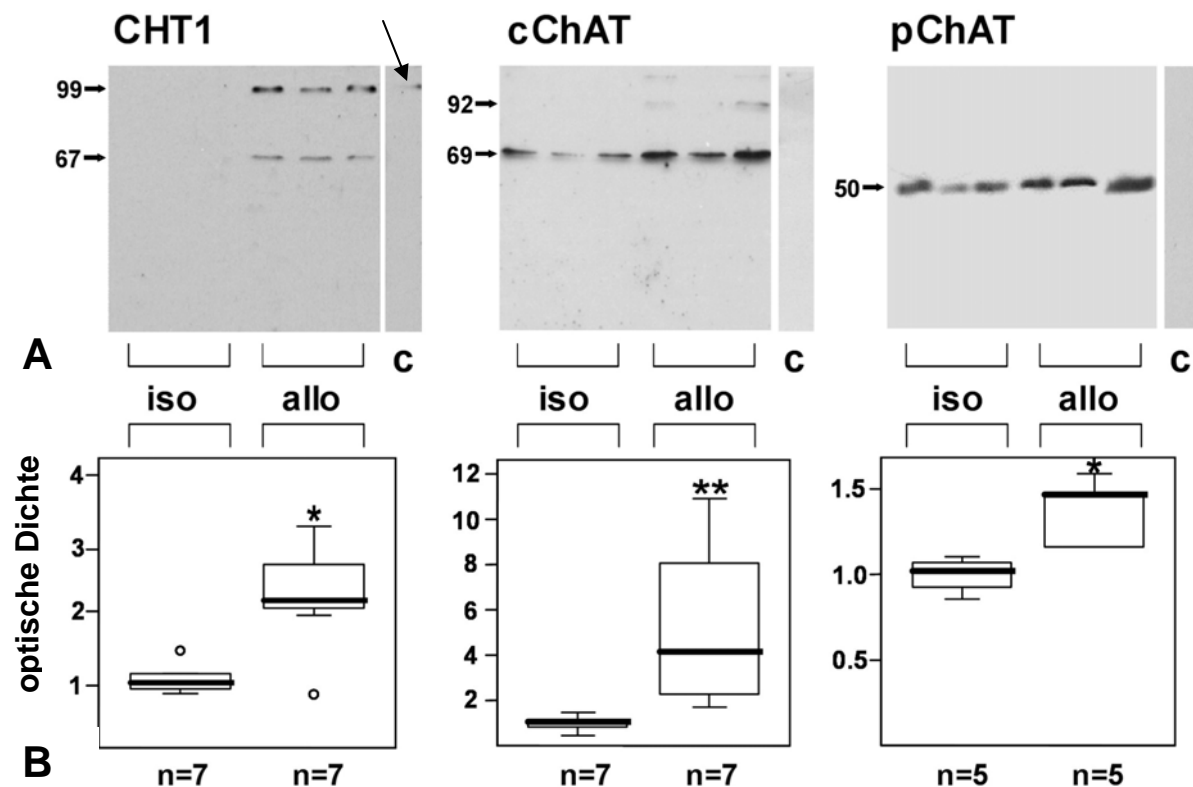 CHT1 cChAT pChAT
99 92 50
67 69
A
c c
iso allo iso allo iso allo
optische Dichte
4 12 1.5
3 10 1.0
2 8 0.5
1 6
4
2
* ** *
B
n=7 n=7 n=7 n=7 n=5 n=5